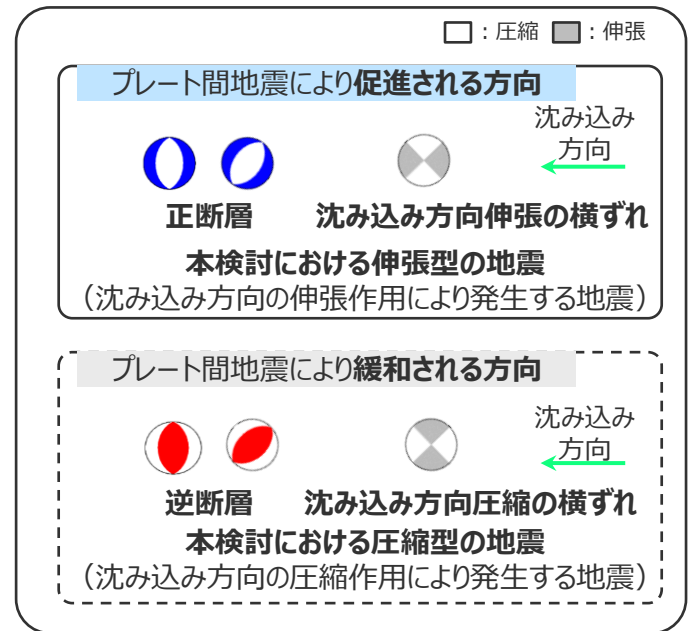 ：圧縮 ：伸張
プレート間地震により促進される方向
沈み込み
方向
正断層 沈み込み方向伸張の横ずれ
本検討における伸張型の地震
（沈み込み方向の伸張作用により発生する地震）
プレート間地震により緩和される方向
沈み込み
方向
逆断層 沈み込み方向圧縮の横ずれ
本検討における圧縮型の地震
（沈み込み方向の圧縮作用により発生する地震）